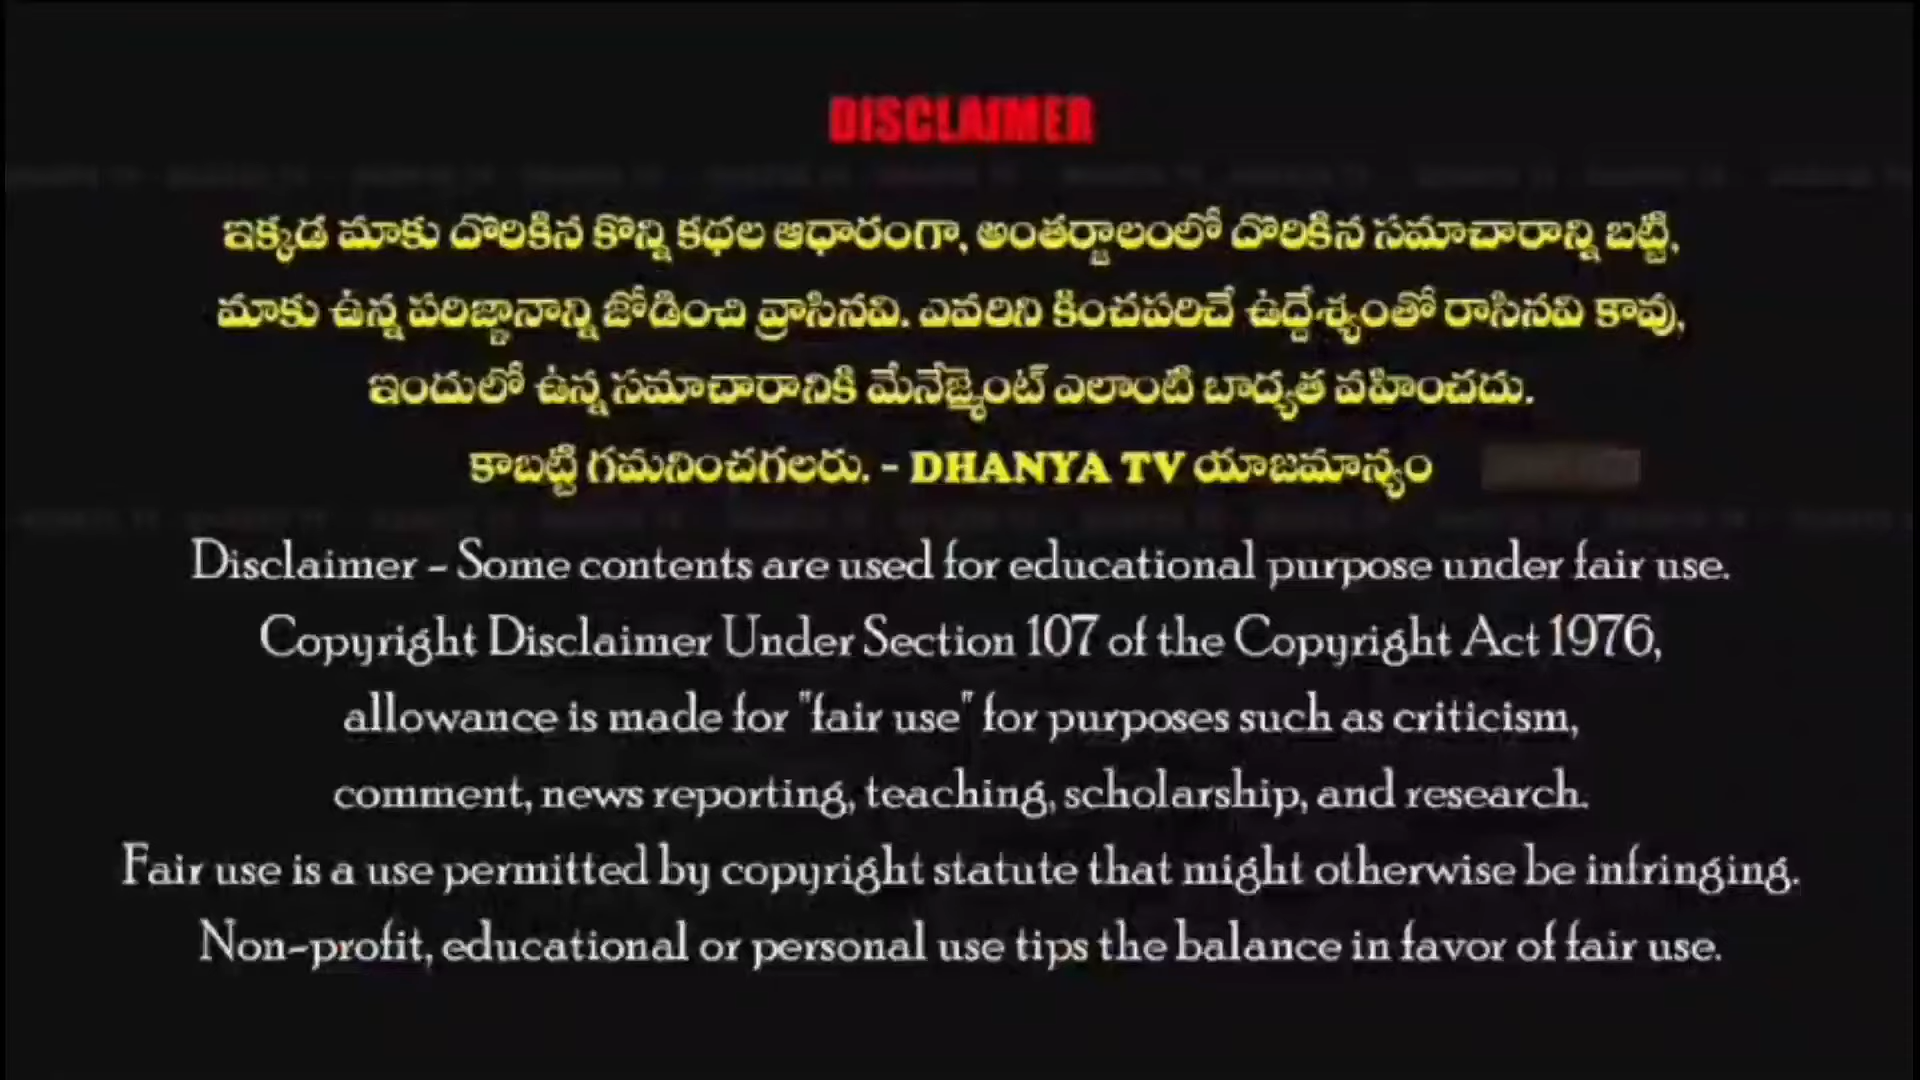 DISCLAIMER
ఇక్కడ మాకు దొరికిన కొన్ని కథల ఆధారంగా, అంతర్జాలంలో దొరికిన సమాచారాన్ని బట్టి,
మాకు ఉన్న పరిజ్ఞానాన్ని జోడించి వ్రాసినవి. ఎవరిని కించపరిచే ఉద్దేశ్యంతో రాసినవి కావు,
ఇందులో ఉన్న సమాచారానికి మేనేజ్మెంట్ ఎలాంటి బాద్యత వహించదు.
కాబట్టి గమనించగలరు. - DHANYA TV యాజమాన్యం
Disclaimer - Some contents are used for educational purpose under fair use.
Copyright Disclaimer Under Section 107 of the Copyright Act 1976,
allowance is made for "fair use" for purposes such as criticism,
comment, news reporting, teaching, scholarship, and research.
Fair use is a use permitted by copyright statute that might otherwise be infringing.
Non-profit, educational or personal use tips the balance in favor of fair use.